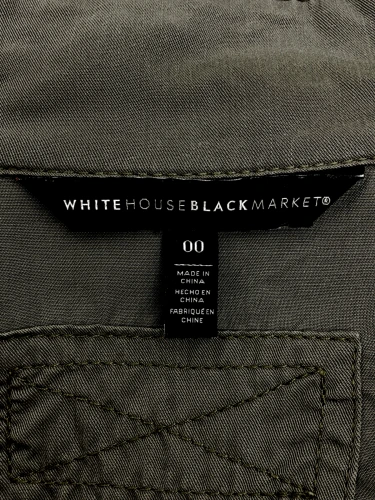 WHITEHOUSEBLACKMARKET®
00
MADE IN
CHINA
HECHO EN
CHINA
FABRIQUÉ EN
CHINE